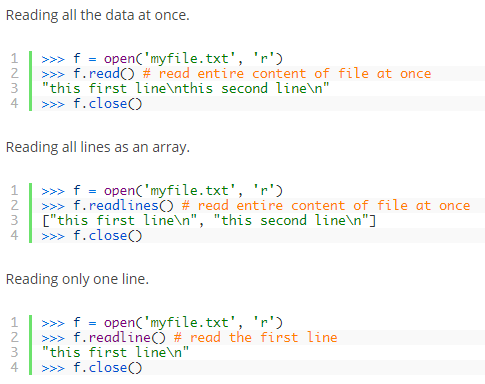 Reading all the data at once.
1 >>> f = open('myfile.txt', 'r')
2 >>> f.read() # read entire content of file at once
3 "this first line\nthis second line\n"
4 >>> f.close()
Reading all lines as an array.
1 >>> f = open('myfile.txt', 'r')
2 >>> f.readlines() # read entire content of file at once
3 ["this first line\n", "this second line\n"]
4 >>> f.close()
Reading only one line.
1 >>> f = open('myfile.txt', 'r')
2 >>> f.readline() # read the first line
3 "this first line\n"
4 >>> f.close()